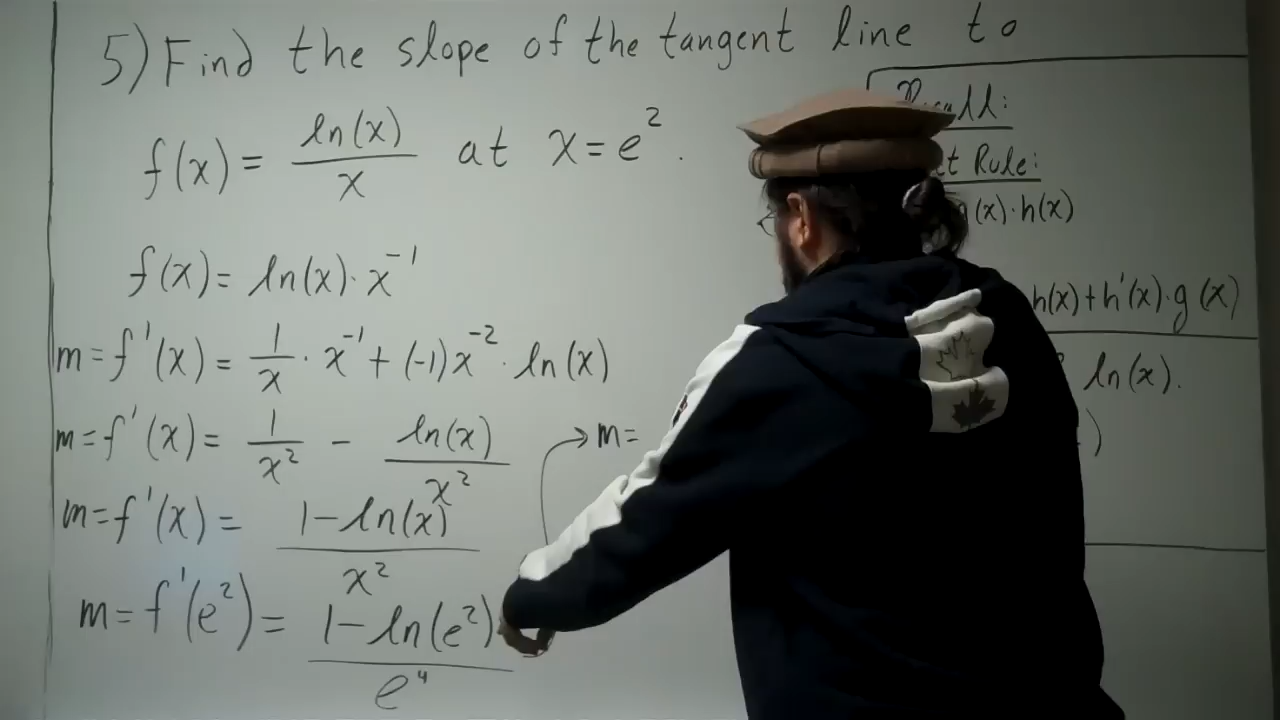 5) Find the slope of the tangent line to
f(x) = ln(x)/x at x = e².
f(x) = ln(x)·x⁻¹
m = f'(x) = 1/x · x⁻¹ + (-1)x⁻² · ln(x)
m = f'(x) = 1/x² - ln(x)/x²
m = f'(x) = 1 - ln(x)/x²
m = f'(e²) = 1 - ln(e²)/e⁴
→ m =
Rule:
(x)·h(x)
h(x) + h'(x)·g(x)
ln(x).
)